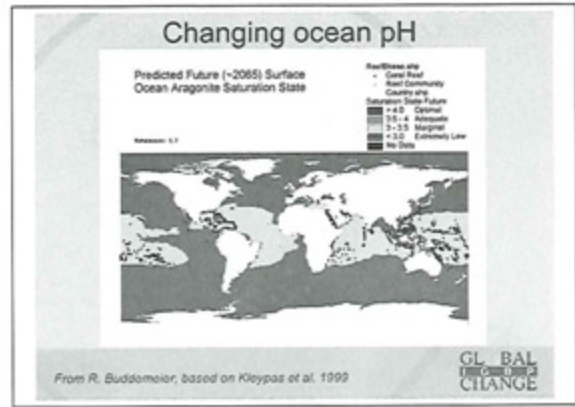 Changing ocean pH
Predicted Future (~2065) Surface
Ocean Aragonite Saturation State
Coral Reef
Reef Community
Country.shp
Saturation State Future
> 4.0 Optimal
3.5 - 4 Adequate
3 - 3.5 Marginal
< 3.0 Extremely Low
No Data
From R. Buddemeier, based on Kleypas et al. 1999
GL BAL
I G B P
CHANGE